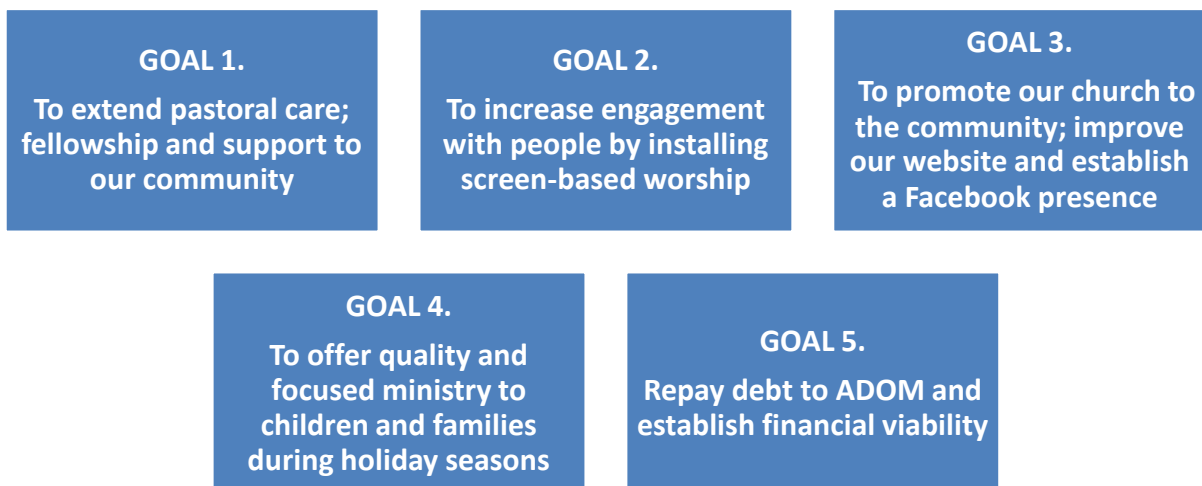 GOAL 1.
To extend pastoral care;
fellowship and support to
our community
GOAL 2.
To increase engagement
with people by installing
screen-based worship
GOAL 3.
To promote our church to
the community; improve
our website and establish
a Facebook presence
GOAL 4.
To offer quality and
focused ministry to
children and families
during holiday seasons
GOAL 5.
Repay debt to ADOM and
establish financial viability